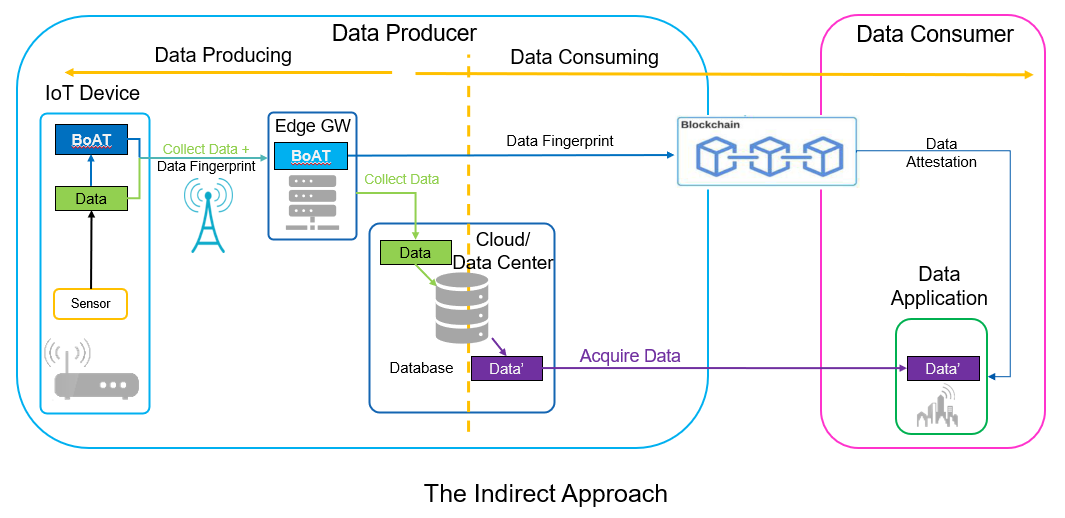 Data Producer
Data Consumer
Data Producing
Data Consuming
IoT Device
Edge GW
Blockchain
BoAT
Collect Data +
Data Fingerprint
BoAT
Data Fingerprint
Data
Attestation
Data
Collect Data
Data
Cloud/
Data Center
Sensor
Data
Application
Database
Data’
Acquire Data
Data’
The Indirect Approach